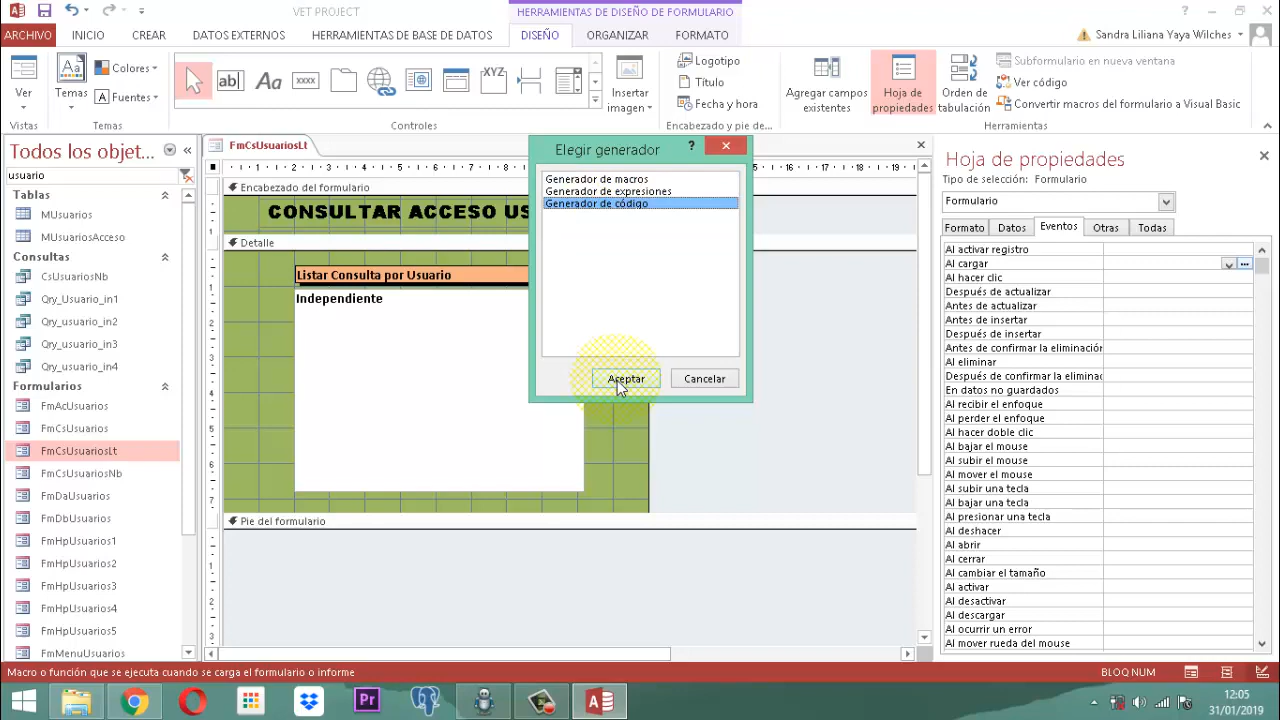 VET PROJECT
HERRAMIENTAS DE DISEÑO DE FORMULARIO
ARCHIVO INICIO CREAR DATOS EXTERNOS HERRAMIENTAS DE BASE DE DATOS DISEÑO ORGANIZAR FORMATO
Sandra Liliana Yaya Wilches
Ver
Vistas
Temas
Colores
Fuentes
Temas
ab|
Aa
xxxx
XYZ
Controles
Insertar
imagen
Logotipo
Título
Fecha y hora
Encabezado y pie de...
Agregar campos
existentes
Hoja de
propiedades
Orden de
tabulación
Subformulario en nueva ventana
Ver código
Convertir macros del formulario a Visual Basic
Herramientas
Todos los objet...
usuario
Tablas
MUsuarios
MUsuariosAcceso
Consultas
CsUsuariosNb
Qry_usuario_in1
Qry_usuario_in2
Qry_usuario_in3
Qry_usuario_in4
Formularios
FmAcUsuarios
FmCsUsuarios
FmCsUsuariosLt
FmCsUsuariosNb
FmDaUsuarios
FmDbUsuarios
FmHpUsuarios1
FmHpUsuarios2
FmHpUsuarios3
FmHpUsuarios4
FmHpUsuarios5
FmMenuUsuarios
FmCsUsuariosLt
Encabezado del formulario
CONSULTAR ACCESO US
Detalle
Listar Consulta por Usuario
Independiente
Pie del formulario
Elegir generador
?
Generador de macros
Generador de expresiones
Generador de código
Aceptar Cancelar
Hoja de propiedades
Tipo de selección: Formulario
Formulario
Formato Datos Eventos Otras Todas
Al activar registro
Al cargar
Al hacer clic
Después de actualizar
Antes de actualizar
Antes de insertar
Después de insertar
Antes de confirmar la eliminación
Al eliminar
Después de confirmar la eliminac
En datos no guardados
Al recibir el enfoque
Al perder el enfoque
Al hacer doble clic
Al bajar el mouse
Al subir el mouse
Al mover el mouse
Al subir una tecla
Al bajar una tecla
Al presionar una tecla
Al deshacer
Al abrir
Al cerrar
Al cambiar el tamaño
Al activar
Al desactivar
Al descargar
Al ocurrir un error
Al mover rueda del mouse
Macro o función que se ejecuta cuando se carga el formulario o informe
BLOQ NUM
Pr
12:05
31/01/2019